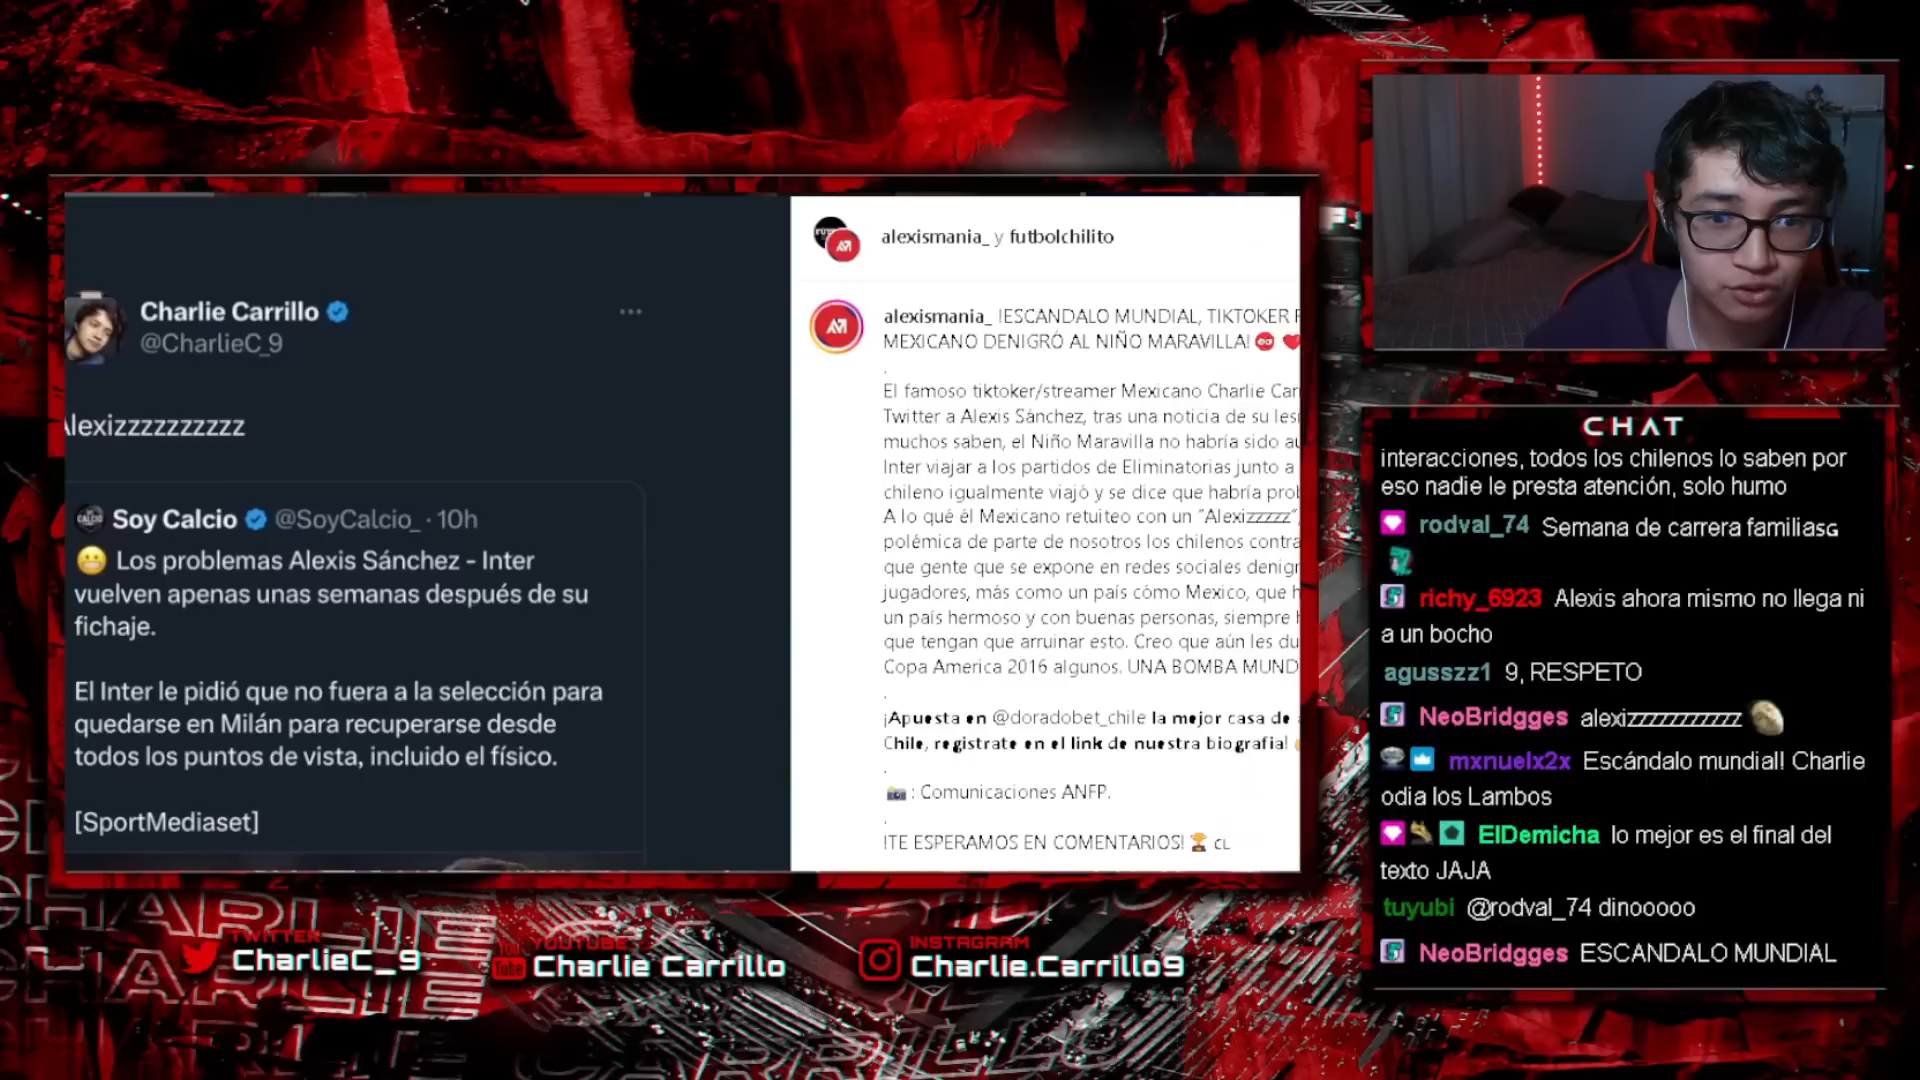 Charlie Carrillo
@CharlieC_9
Alexizzzzzzzzzz
Soy Calcio @SoyCalcio_ · 10h
😬 Los problemas Alexis Sánchez - Inter
vuelven apenas unas semanas después de su
fichaje.
El Inter le pidió que no fuera a la selección para
quedarse en Milán para recuperarse desde
todos los puntos de vista, incluido el físico.
[SportMediaset]
alexismania_ y futbolchilito
alexismania_ !ESCANDALO MUNDIAL, TIKTOKER
MEXICANO DENIGRÓ AL NIÑO MARAVILLA!
.
El famoso tiktoker/streamer Mexicano Charlie Car
Twitter a Alexis Sánchez, tras una noticia de su les
muchos saben, el Niño Maravilla no habría sido au
Inter viajar a los partidos de Eliminatorias junto a
chileno igualmente viajó y se dice que habría prob
A lo qué él Mexicano retuiteo con un "Alexizzzzz",
polémica de parte de nosotros los chilenos contra
que gente que se expone en redes sociales denigr
jugadores, más como un país cómo Mexico, que h
un país hermoso y con buenas personas, siempre
que tengan que arruinar esto. Creo que aún les du
Copa America 2016 algunos. UNA BOMBA MUND
.
¡Apuesta en @doradobet_chile la mejor casa de
Chile, registrate en el link de nuestra biografia!
.
📷 : Comunicaciones ANFP.
.
!TE ESPERAMOS EN COMENTARIOS! 🏆 CL
CHAT
interacciones, todos los chilenos lo saben por
eso nadie le presta atención, solo humo
rodval_74 Semana de carrera familiasG
richy_6923 Alexis ahora mismo no llega ni
a un bocho
agusszz1 9, RESPETO
NeoBridgges alexizzzzzzzzzzz
mxnuelx2x Escándalo mundial! Charlie
odia los Lambos
ElDemicha lo mejor es el final del
texto JAJA
tuyubi @rodval_74 dinooooo
NeoBridgges ESCANDALO MUNDIAL
TWITTER
CharlieC_9
YOUTUBE
You Tube
Charlie Carrillo
INSTAGRAM
Charlie.Carrillo9
CHARLIE
CHARLIE
CHARLIE
CARRILLO